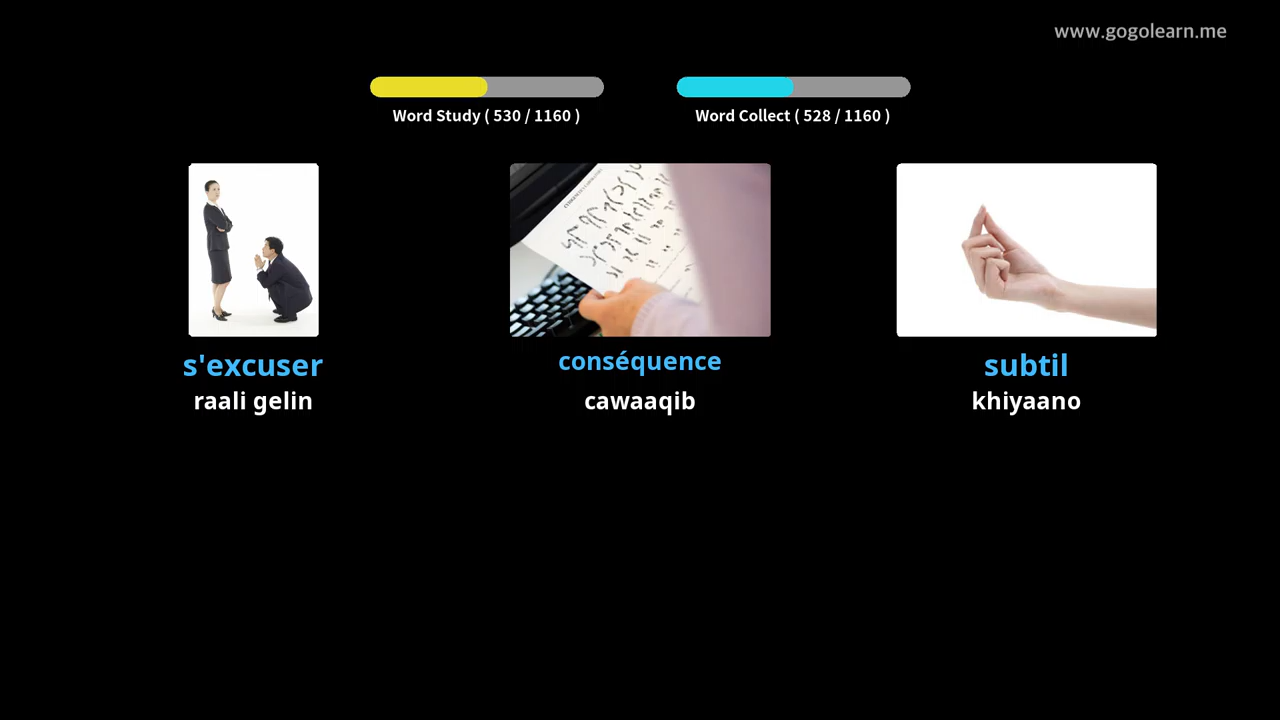 www.gogolearn.me
Word Study ( 530 / 1160 )
Word Collect ( 528 / 1160 )
s'excuser
raali gelin
conséquence
cawaaqib
subtil
khiyaano